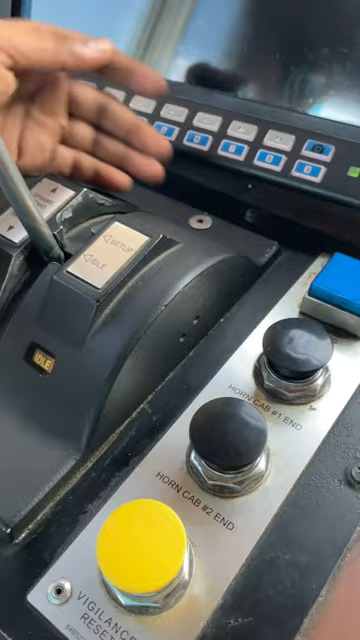 ◁SETUP
◁IDLE
IDLE
HORN CAB #1 END
HORN CAB #2 END
VIGILANCE
RESET